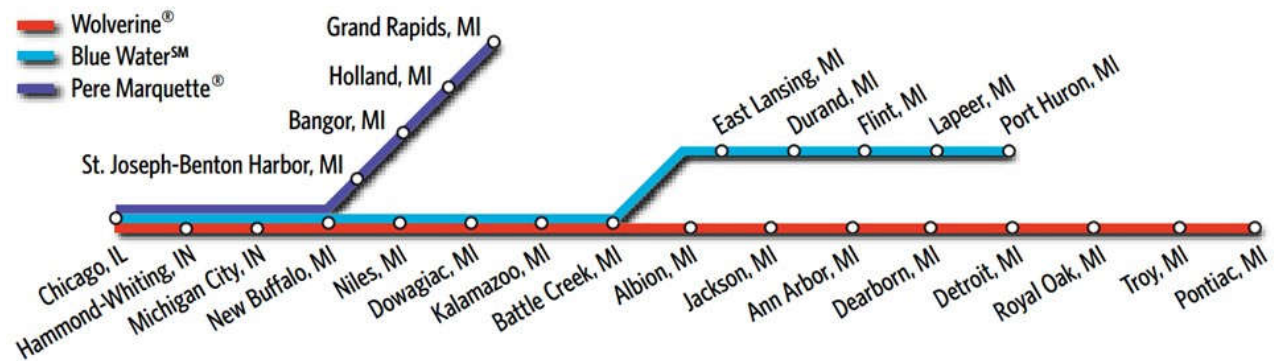 Wolverine®
Blue Water℠
Pere Marquette®
Grand Rapids, MI
Holland, MI
Bangor, MI
St. Joseph-Benton Harbor, MI
East Lansing, MI
Durand, MI
Flint, MI
Lapeer, MI
Port Huron, MI
Chicago, IL
Hammond-Whiting, IN
Michigan City, IN
New Buffalo, MI
Niles, MI
Dowagiac, MI
Kalamazoo, MI
Battle Creek, MI
Albion, MI
Jackson, MI
Ann Arbor, MI
Dearborn, MI
Detroit, MI
Royal Oak, MI
Troy, MI
Pontiac, MI